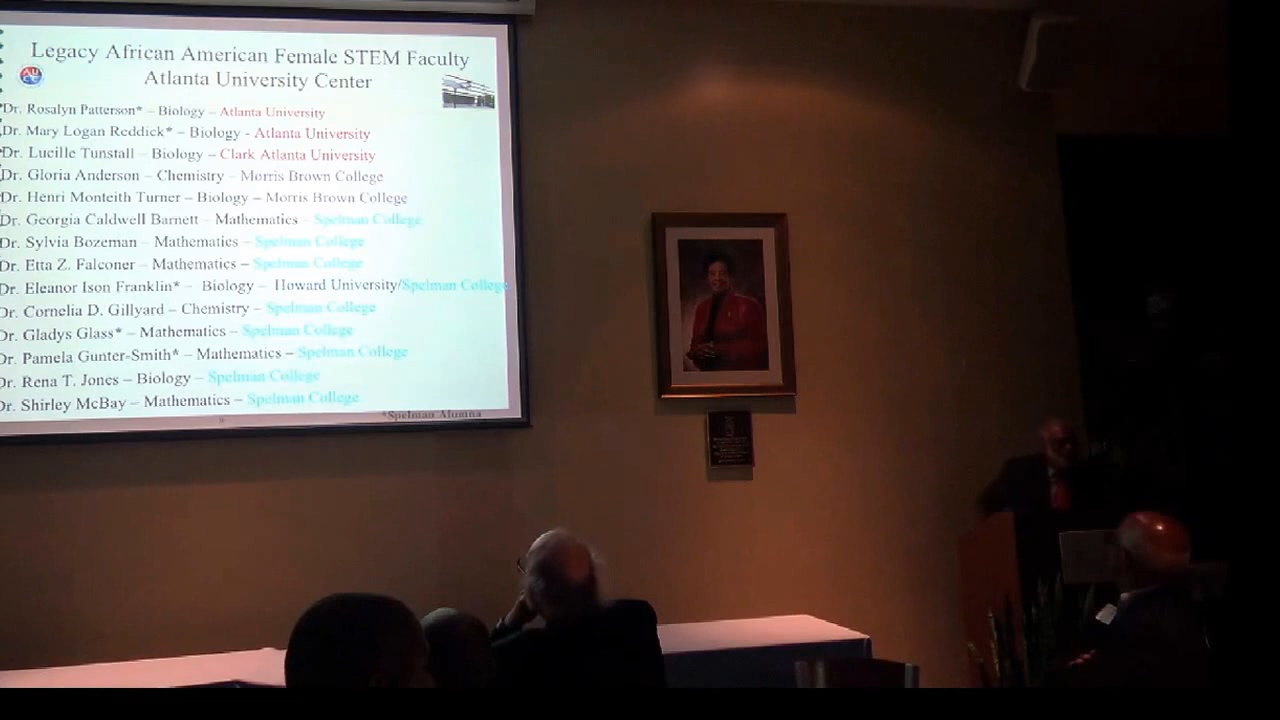 Legacy African American Female STEM Faculty
Atlanta University Center
Dr. Rosalyn Patterson* – Biology – Atlanta University
Dr. Mary Logan Reddick* – Biology - Atlanta University
Dr. Lucille Tunstall – Biology – Clark Atlanta University
Dr. Gloria Anderson – Chemistry – Morris Brown College
Dr. Henri Monteith Turner – Biology – Morris Brown College
Dr. Georgia Caldwell Barnett – Mathematics – Spelman College
Dr. Sylvia Bozeman – Mathematics – Spelman College
Dr. Etta Z. Falconer – Mathematics – Spelman College
Dr. Eleanor Ison Franklin* – Biology – Howard University/Spelman College
Dr. Cornelia D. Gillyard – Chemistry – Spelman College
Dr. Gladys Glass* – Mathematics – Spelman College
Dr. Pamela Gunter-Smith* – Mathematics – Spelman College
Dr. Rena T. Jones – Biology – Spelman College
Dr. Shirley McBay – Mathematics – Spelman College
*Spelman Alumna